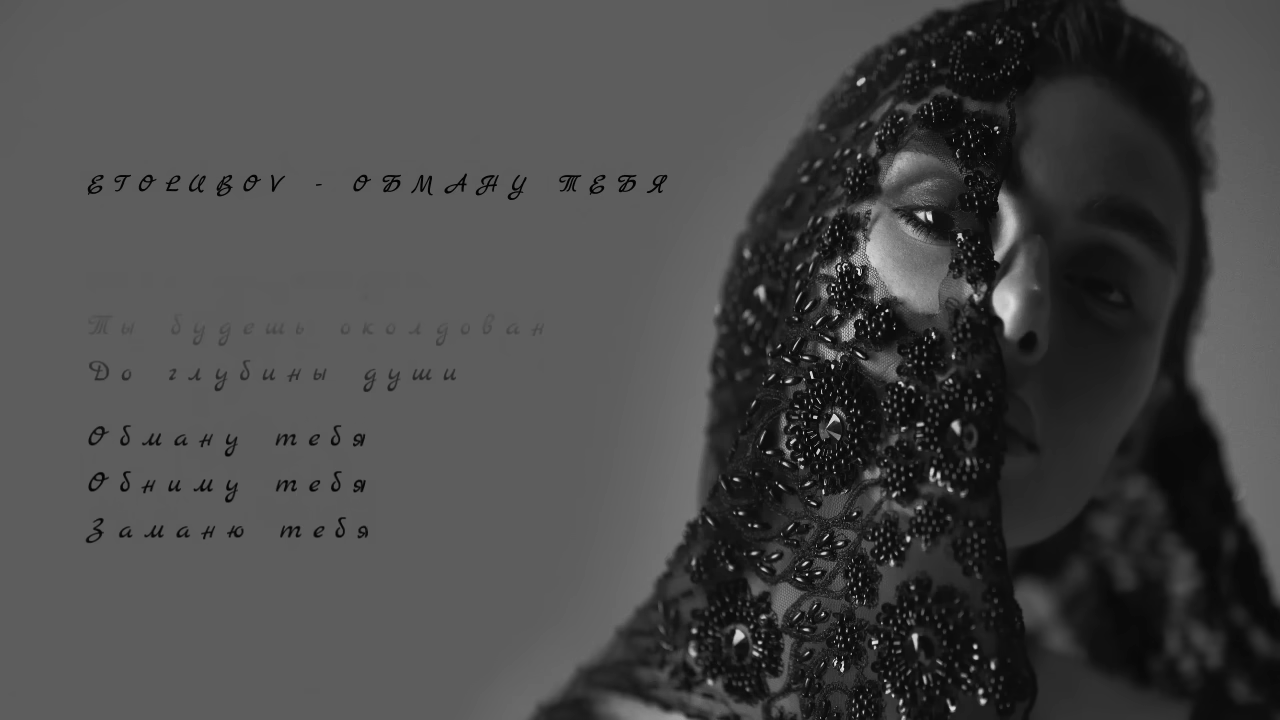 ETOLUBOV - ОБМАНУ ТЕБЯ
Ты будешь околдован
До глубины души
Обману тебя
Обниму тебя
Заманю тебя